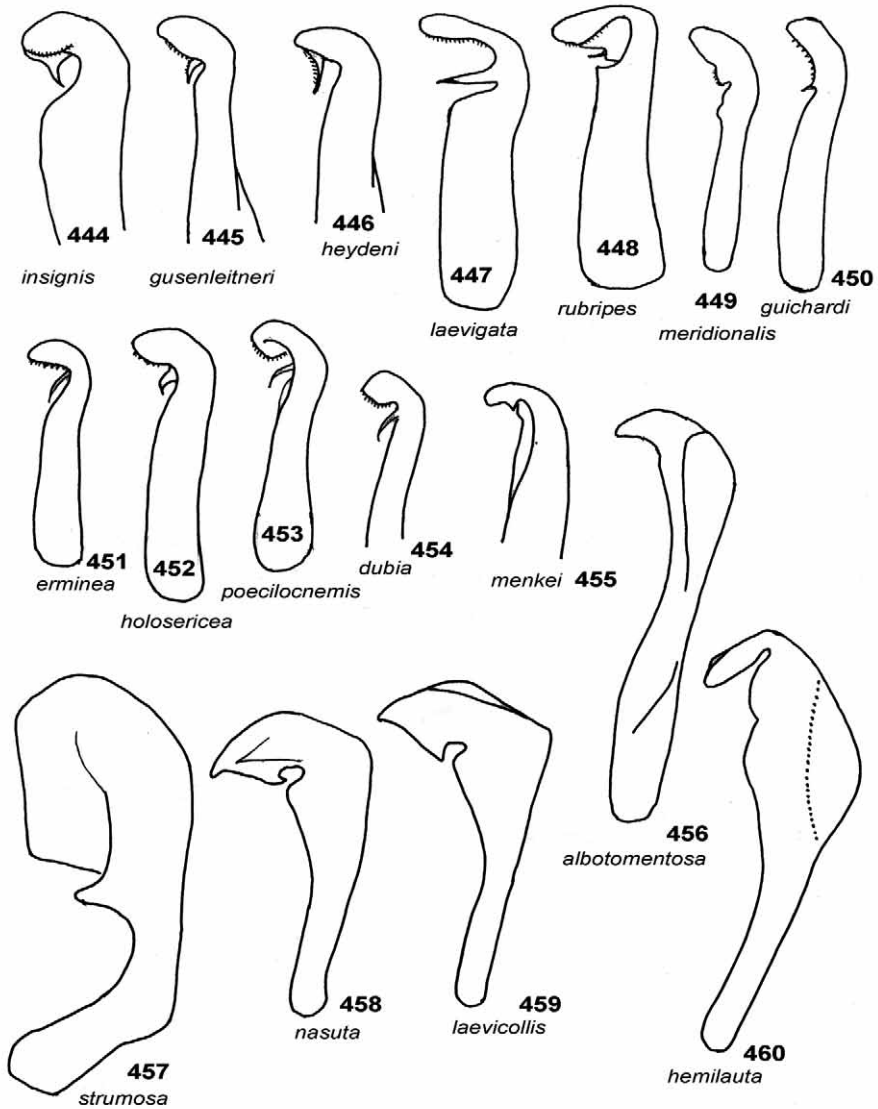 444
insignis
445
gusenleitneri
446
heydeni
447
laevigata
448
rubripes
449
meridionalis
450
guichardi
451
erminea
452
holosericea
453
poecilocnemis
454
dubia
455
menkei
456
albotomentosa
457
strumosa
458
nasuta
459
laevicollis
460
hemilauta